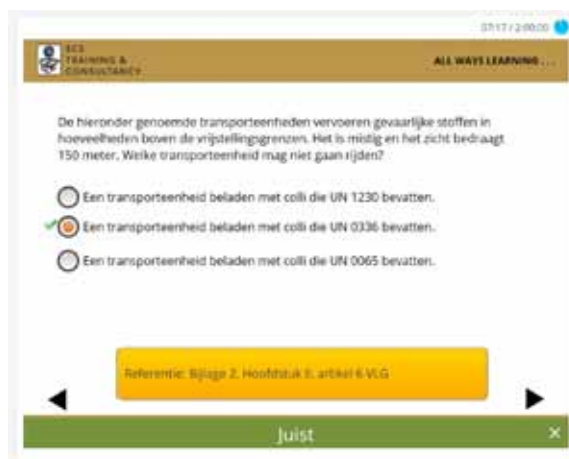 07:17 / 2:00:00
ECS
TRAINING &
CONSULTANCY
ALL WAYS LEARNING ...
De hieronder genoemde transporteenheden vervoeren gevaarlijke stoffen in
hoeveelheden boven de vrijstellingsgrenzen. Het is mistig en het zicht bedraagt
150 meter. Welke transporteenheid mag niet gaan rijden?
Een transporteenheid beladen met colli die UN 1230 bevatten.
Een transporteenheid beladen met colli die UN 0336 bevatten.
Een transporteenheid beladen met colli die UN 0065 bevatten.
Referentie: Bijlage 2, Hoofdstuk II, artikel 6 VLG
Juist